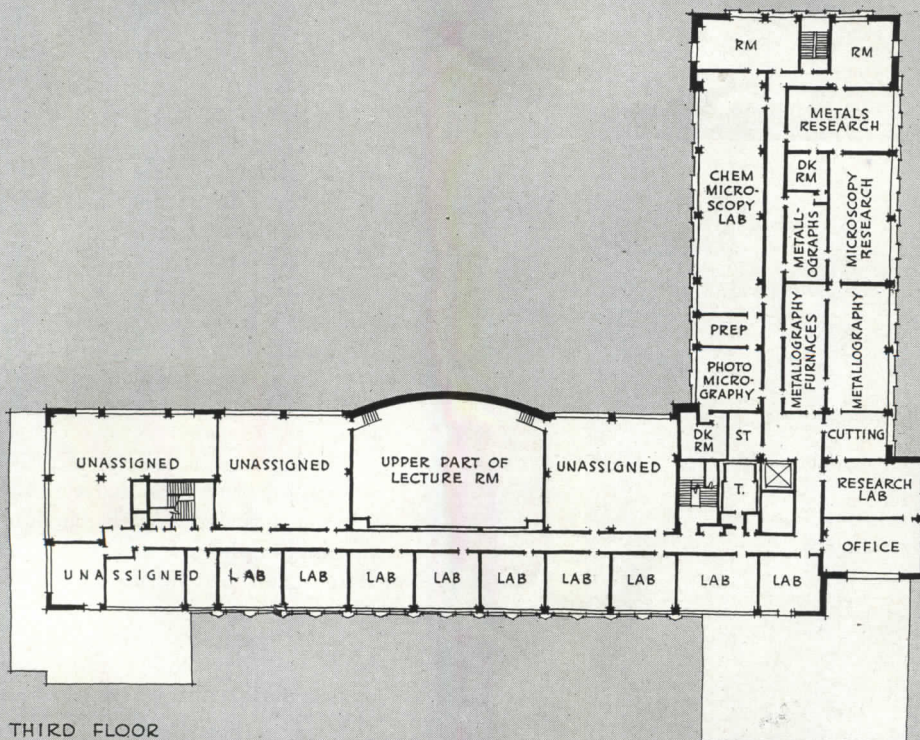 RM
RM
METALS
RESEARCH
DK
RM
CHEM
MICRO-
SCOPY
LAB
METALL-
OGRAPHS
MICROSCOPY
RESEARCH
PREP
PHOTO
MICRO-
GRAPHY
METALLOGRAPHY
FURNACES
METALLOGRAPHY
DK
RM
ST
CUTTING
UNASSIGNED
UNASSIGNED
UPPER PART OF
LECTURE RM
UNASSIGNED
T.
RESEARCH
LAB
OFFICE
UNASSIGNED
LAB
LAB
LAB
LAB
LAB
LAB
LAB
LAB
LAB
THIRD FLOOR